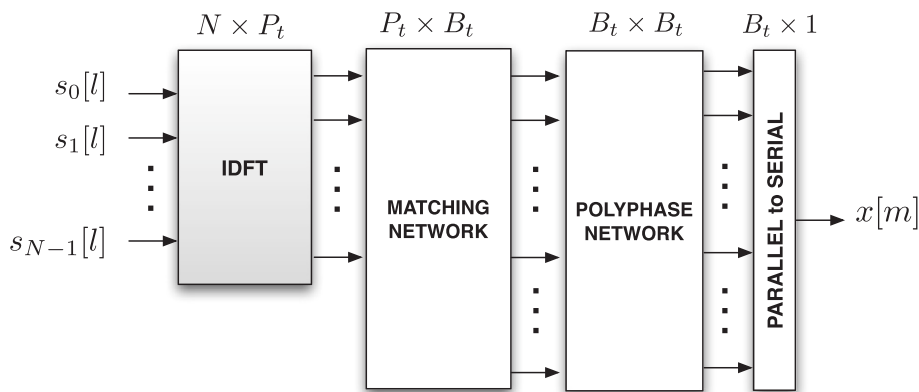 N × P_t
P_t × B_t
B_t × B_t
B_t × 1
s_0[l]
s_1[l]
s_{N−1}[l]
IDFT
MATCHING
NETWORK
POLYPHASE
NETWORK
PARALLEL to SERIAL
x[m]